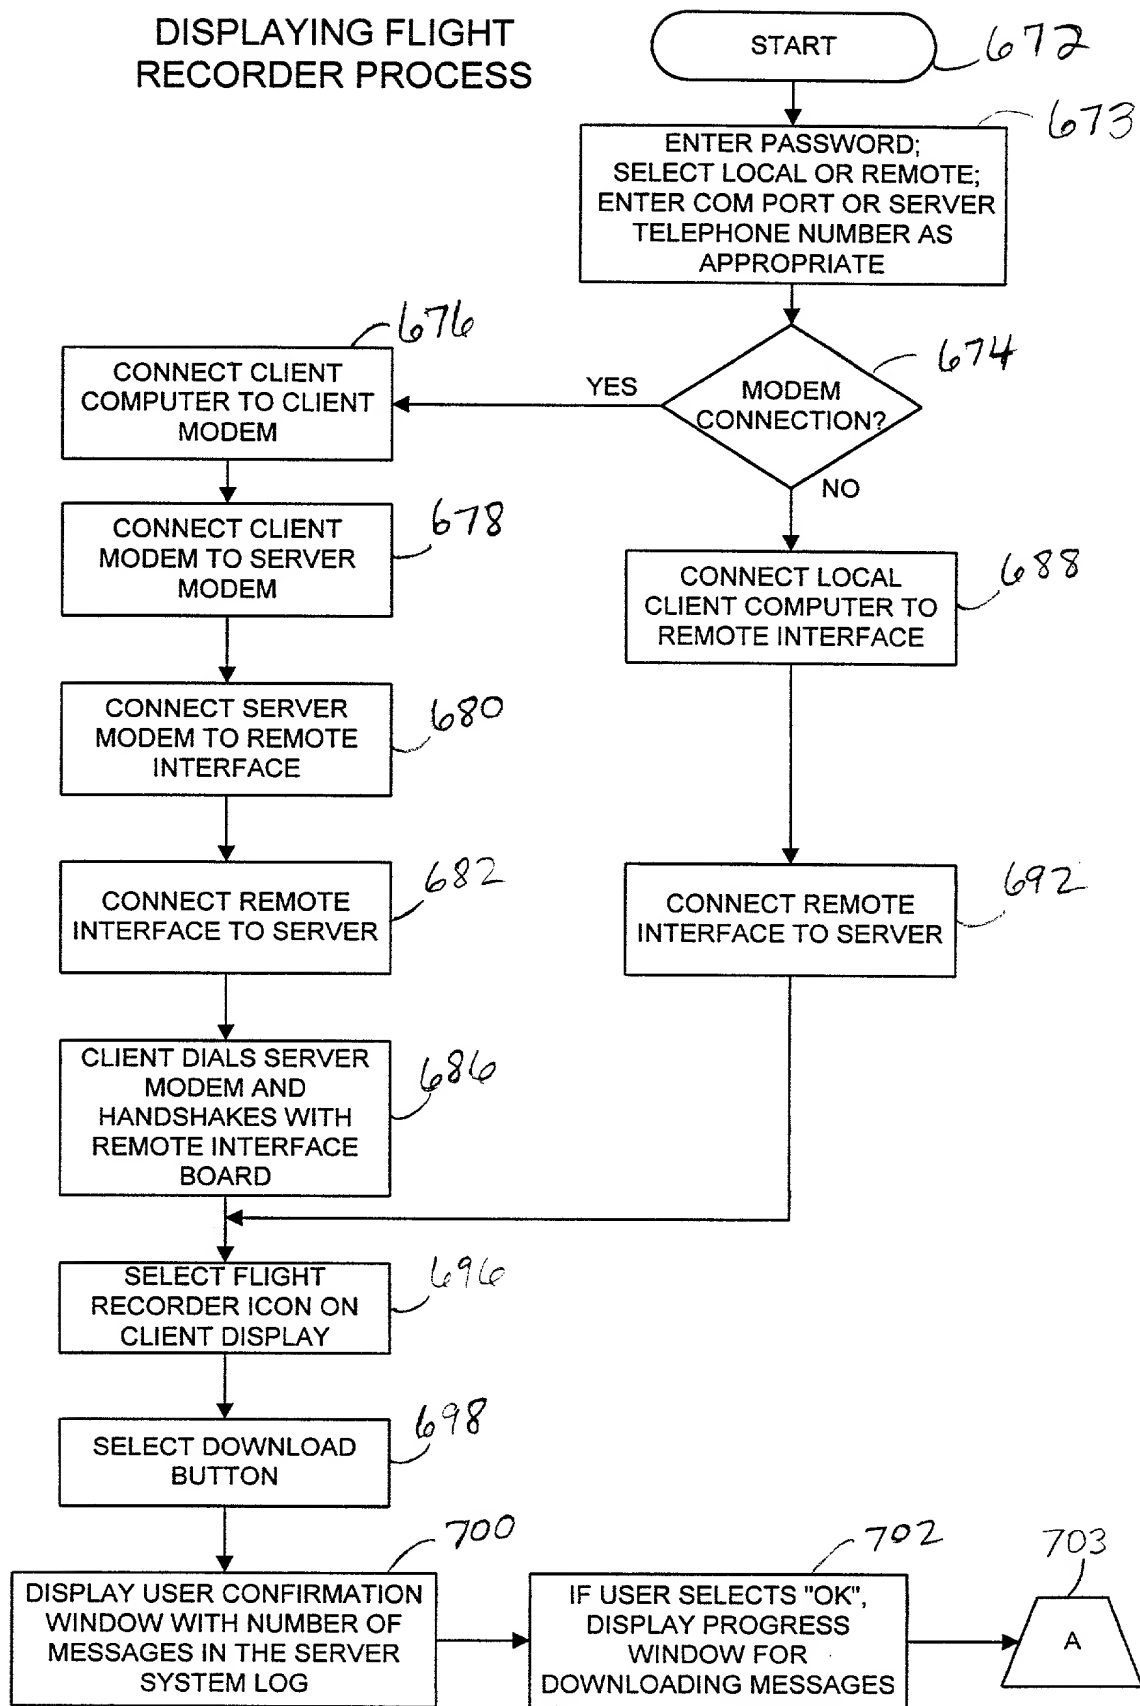 DISPLAYING FLIGHT
RECORDER PROCESS
START
672
673
ENTER PASSWORD;
SELECT LOCAL OR REMOTE;
ENTER COM PORT OR SERVER
TELEPHONE NUMBER AS
APPROPRIATE
674
MODEM
CONNECTION?
YES
NO
676
CONNECT CLIENT
COMPUTER TO CLIENT
MODEM
678
CONNECT CLIENT
MODEM TO SERVER
MODEM
688
CONNECT LOCAL
CLIENT COMPUTER TO
REMOTE INTERFACE
680
CONNECT SERVER
MODEM TO REMOTE
INTERFACE
682
CONNECT REMOTE
INTERFACE TO SERVER
692
CONNECT REMOTE
INTERFACE TO SERVER
686
CLIENT DIALS SERVER
MODEM AND
HANDSHAKES WITH
REMOTE INTERFACE
BOARD
696
SELECT FLIGHT
RECORDER ICON ON
CLIENT DISPLAY
698
SELECT DOWNLOAD
BUTTON
700
DISPLAY USER CONFIRMATION
WINDOW WITH NUMBER OF
MESSAGES IN THE SERVER
SYSTEM LOG
702
IF USER SELECTS "OK",
DISPLAY PROGRESS
WINDOW FOR
DOWNLOADING MESSAGES
703
A